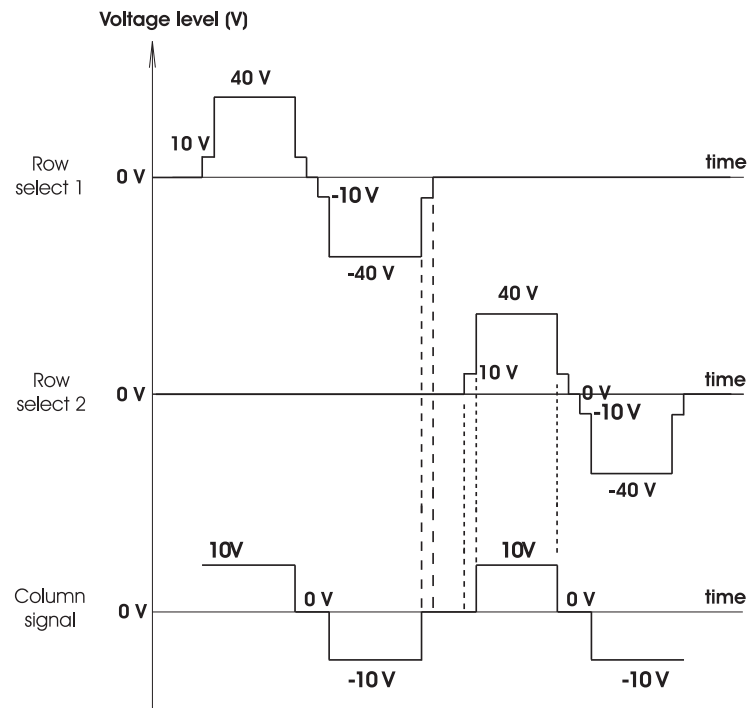 Voltage level (V)
40 V
10 V
Row
select 1
0 V
time
-10 V
-40 V
40 V
10 V
Row
select 2
0 V
0 V
time
-10 V
-40 V
10V
10V
Column
signal
0 V
0 V
0 V
time
-10 V
-10 V